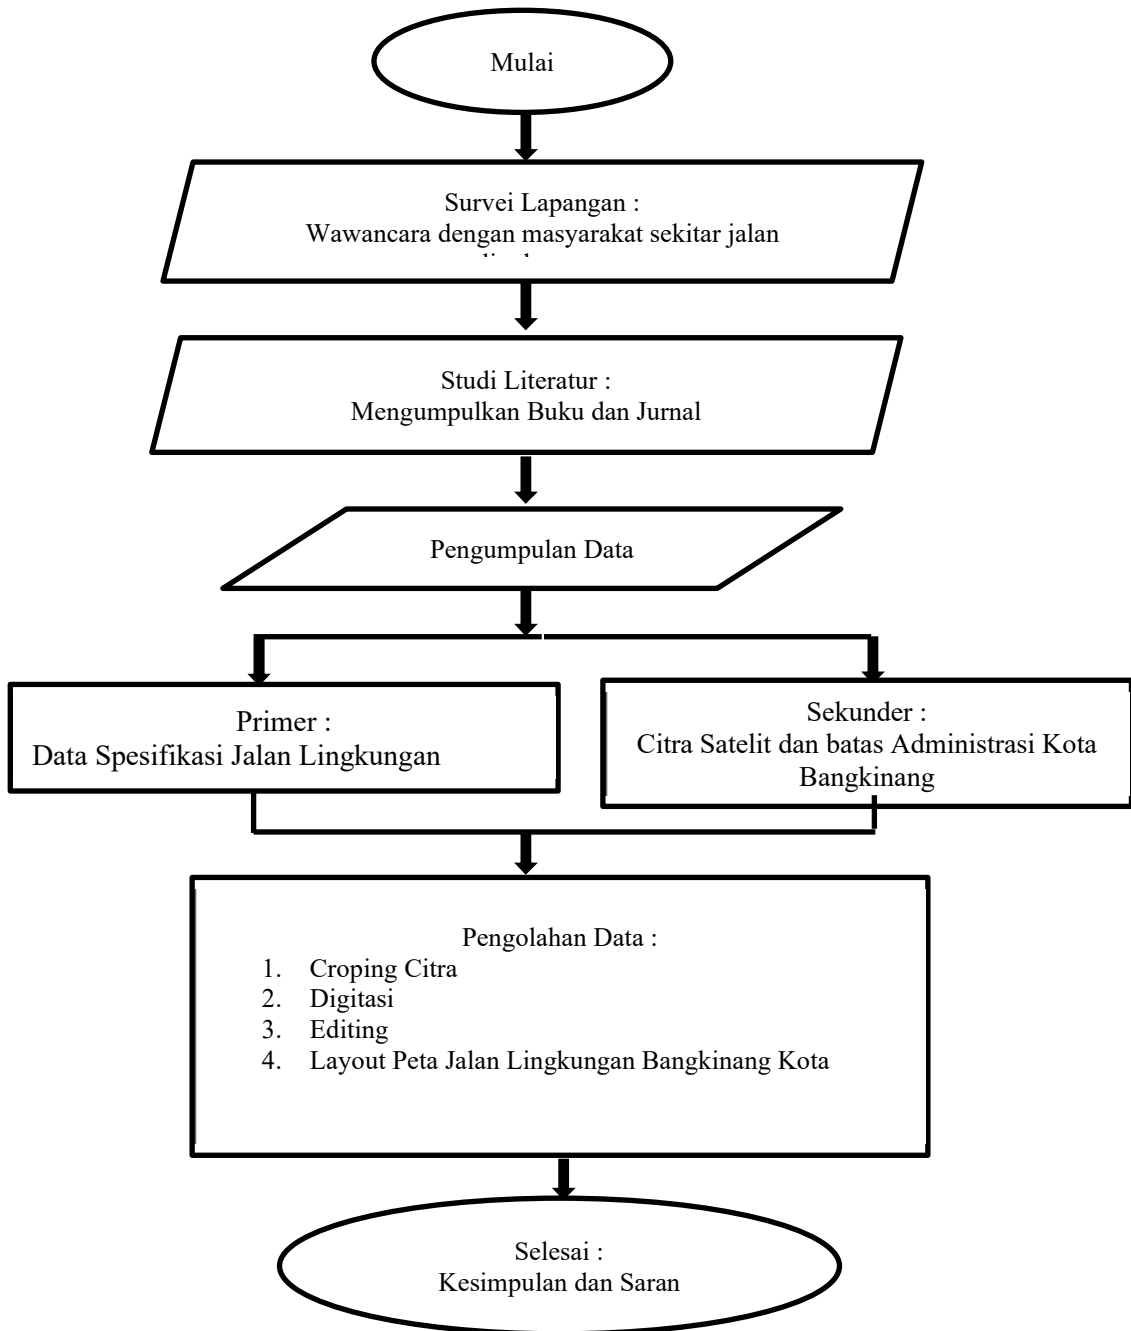 Mulai
Survei Lapangan :
Wawancara dengan masyarakat sekitar jalan
Studi Literatur :
Mengumpulkan Buku dan Jurnal
Pengumpulan Data
Primer :
Data Spesifikasi Jalan Lingkungan
Sekunder :
Citra Satelit dan batas Administrasi Kota
Bangkinang
Pengolahan Data :
1. Croping Citra
2. Digitasi
3. Editing
4. Layout Peta Jalan Lingkungan Bangkinang Kota
Selesai :
Kesimpulan dan Saran